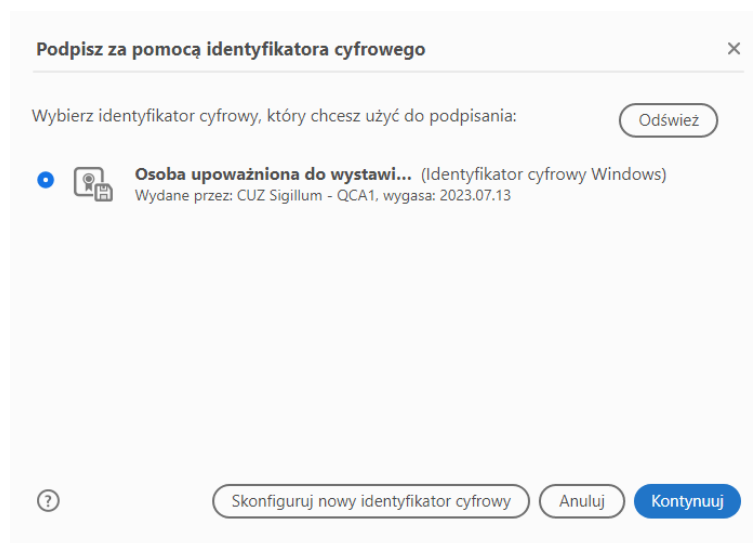 Podpisz za pomocą identyfikatora cyfrowego
Wybierz identyfikator cyfrowy, który chcesz użyć do podpisania:
Odśwież
Osoba upoważniona do wystawi... (Identyfikator cyfrowy Windows)
Wydane przez: CUZ Sigillum - QCA1, wygasa: 2023.07.13
Skonfiguruj nowy identyfikator cyfrowy
Anuluj
Kontynuuj